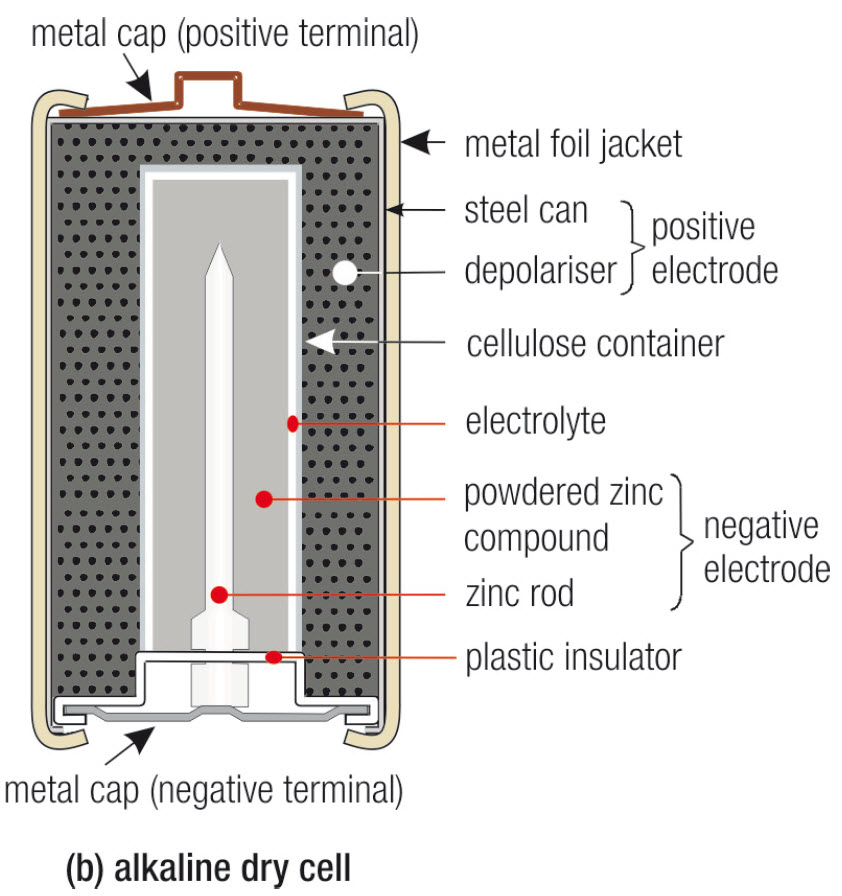 metal cap (positive terminal)
metal foil jacket
steel can
depolariser
positive
electrode
cellulose container
electrolyte
powdered zinc
compound
zinc rod
negative
electrode
plastic insulator
metal cap (negative terminal)
(b) alkaline dry cell